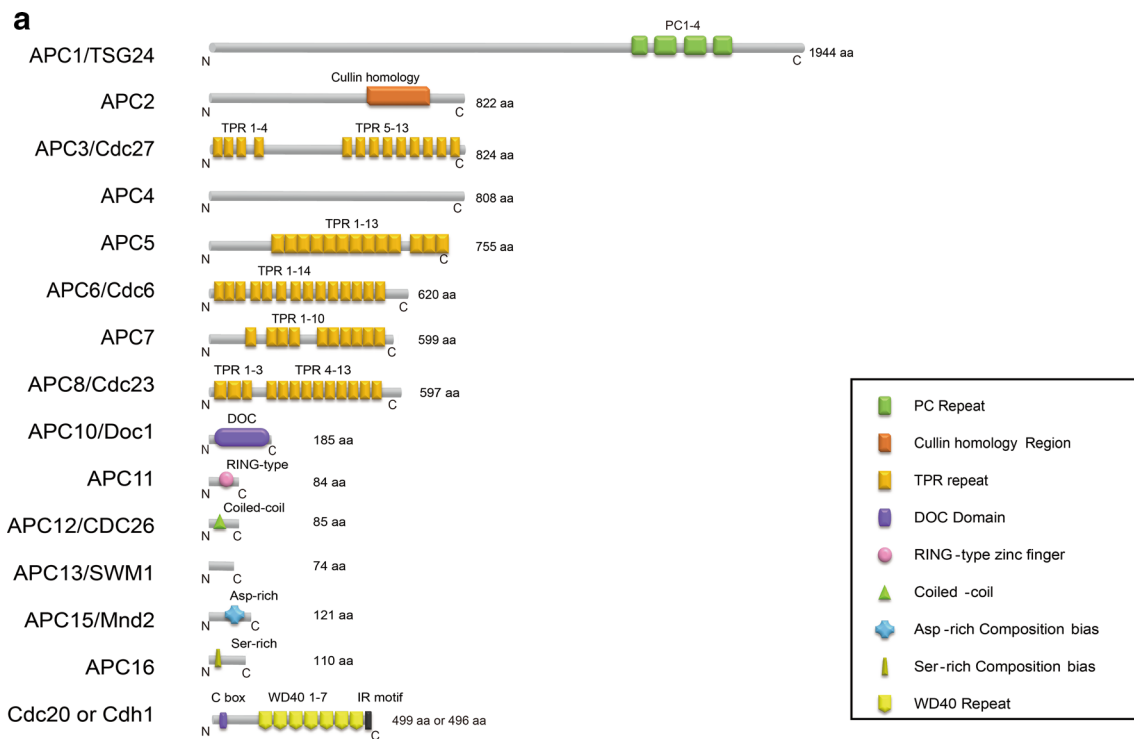 a
PC1-4
APC1/TSG24
N
C
1944 aa
Cullin homology
APC2
N
C
822 aa
TPR 1-4
TPR 5-13
APC3/Cdc27
N
C
824 aa
APC4
N
C
808 aa
TPR 1-13
APC5
N
C
755 aa
TPR 1-14
APC6/Cdc6
N
C
620 aa
TPR 1-10
APC7
N
C
599 aa
TPR 1-3
TPR 4-13
APC8/Cdc23
N
C
597 aa
DOC
APC10/Doc1
N
C
185 aa
RING-type
APC11
N
C
84 aa
Coiled-coil
APC12/CDC26
N
C
85 aa
APC13/SWM1
N
C
74 aa
Asp-rich
APC15/Mnd2
N
C
121 aa
Ser-rich
APC16
N
C
110 aa
C box
WD40 1-7
IR motif
Cdc20 or Cdh1
N
C
499 aa or 496 aa
PC Repeat
Cullin homology Region
TPR repeat
DOC Domain
RING-type zinc finger
Coiled -coil
Asp-rich Composition bias
Ser-rich Composition bias
WD40 Repeat